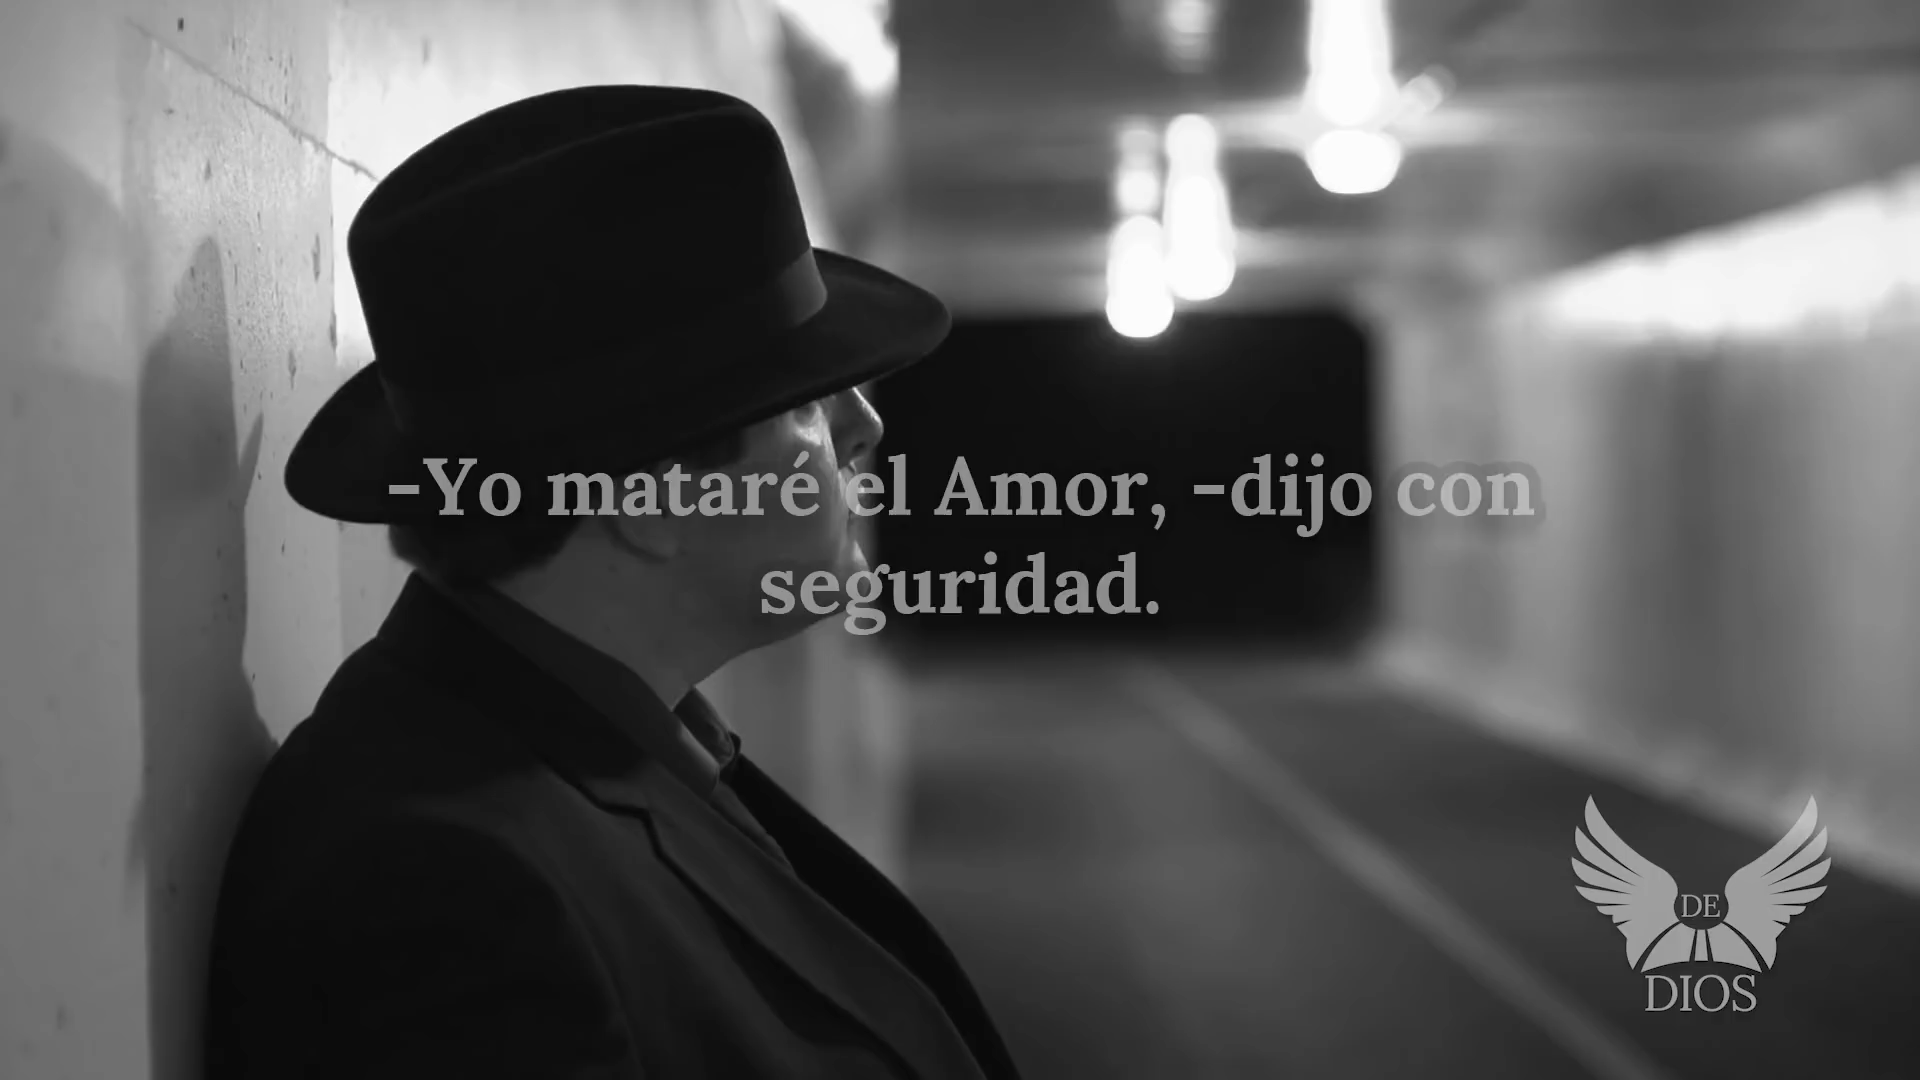 -Yo mataré el Amor, -dijo con
seguridad.
DE
DIOS